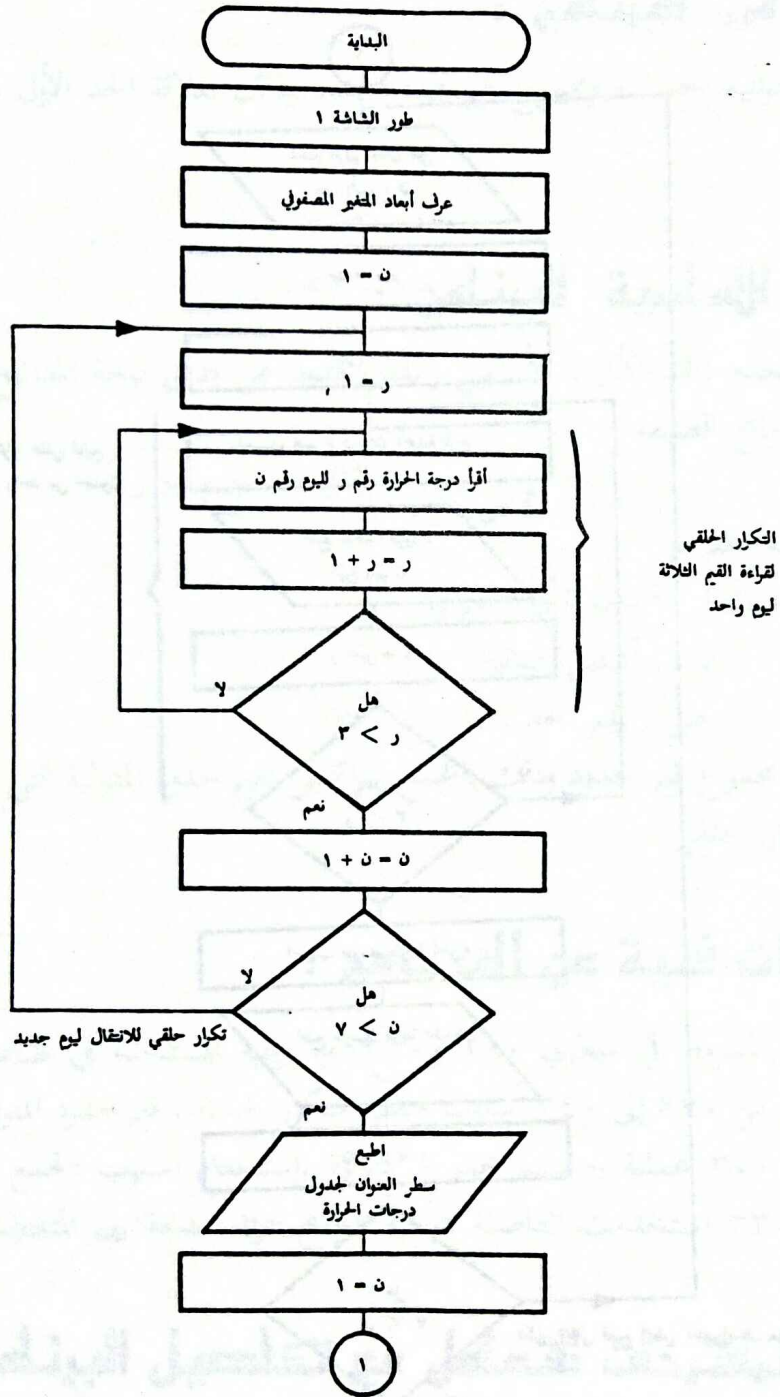 البداية
طور الشاشة ١
عرف أبعاد المتغير المصفوفي
ن = ١
ر = ١
أقرأ درجة الحرارة رقم ر لليوم رقم ن
ر = ر + ١
التكرار الحلقي
لقراءة القيم الثلاثة
ليوم واحد
هل
ر > ٣
لا
نعم
ن = ن + ١
هل
ن > ٧
لا
تكرار حلقي للانتقال ليوم جديد
نعم
اطبع
سطر العنوان لجدول
درجات الحرارة
ن = ١
١